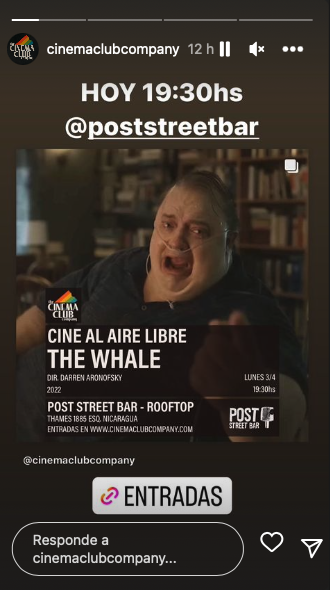 cinemaclubcompany 12 h
HOY 19:30hs
@poststreetbar
the
CINEMA
CLUB
CINE AL AIRE LIBRE
THE WHALE
DIR. DARREN ARONOFSKY
2022
LUNES 3/4
19:30hs
POST STREET BAR - ROOFTOP
THAMES 1885 ESQ. NICARAGUA
ENTRADAS EN WWW.CINEMACLUBCOMPANY.COM
POST
STREET BAR
@cinemaclubcompany
ENTRADAS
Responde a
cinemaclubcompany...